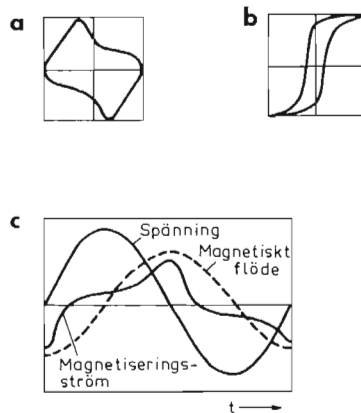 a
b
c
Spänning
Magnetiskt
flöde
Magnetiserings-
ström
t